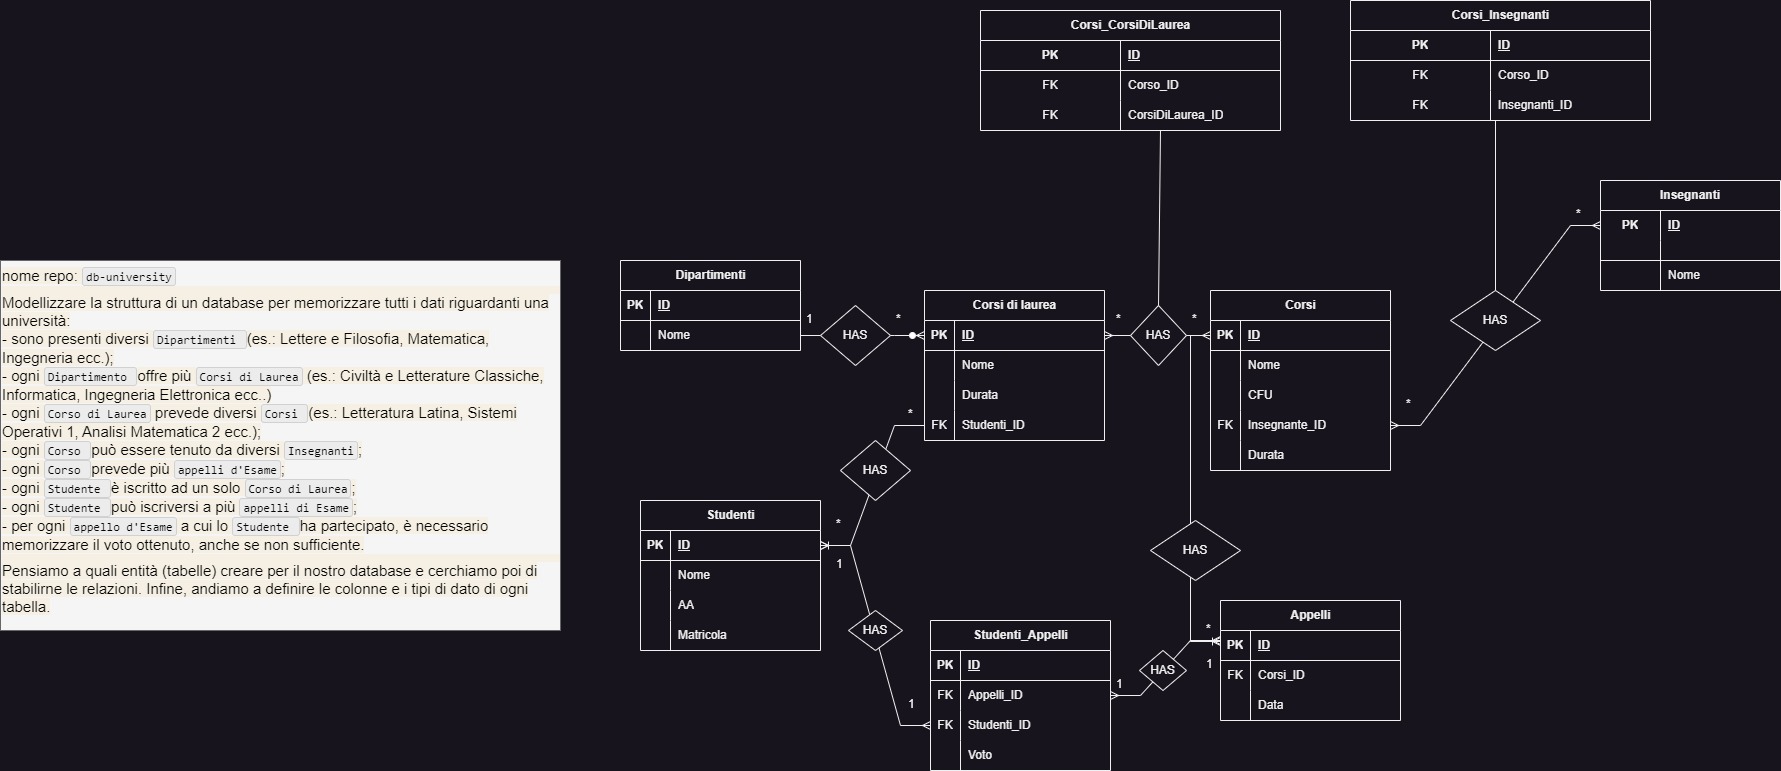 nome repo: db-university
Modellizzare la struttura di un database per memorizzare tutti i dati riguardanti una
università:
- sono presenti diversi Dipartimenti (es.: Lettere e Filosofia, Matematica,
Ingegneria ecc.);
- ogni Dipartimento offre più Corsi di Laurea (es.: Civiltà e Letterature Classiche,
Informatica, Ingegneria Elettronica ecc..)
- ogni Corso di Laurea prevede diversi Corsi (es.: Letteratura Latina, Sistemi
Operativi 1, Analisi Matematica 2 ecc.);
- ogni Corso può essere tenuto da diversi Insegnanti;
- ogni Corso prevede più appelli d'Esame;
- ogni Studente è iscritto ad un solo Corso di Laurea;
- ogni Studente può iscriversi a più appelli di Esame;
- per ogni appello d'Esame a cui lo Studente ha partecipato, è necessario
memorizzare il voto ottenuto, anche se non sufficiente.
Pensiamo a quali entità (tabelle) creare per il nostro database e cerchiamo poi di
stabilirne le relazioni. Infine, andiamo a definire le colonne e i tipi di dato di ogni
tabella.
Corsi_CorsiDiLaurea
PK ID
FK Corso_ID
FK CorsiDiLaurea_ID
Corsi_Insegnanti
PK ID
FK Corso_ID
FK Insegnanti_ID
Insegnanti
PK ID
Nome
*
HAS
*
Dipartimenti
PK ID
Nome
1
HAS
*
Corsi di laurea
PK ID
Nome
Durata
FK Studenti_ID
*
HAS
*
Corsi
PK ID
Nome
CFU
FK Insegnante_ID
Durata
*
HAS
*
1
Studenti
PK ID
Nome
AA
Matricola
HAS
1
Studenti_Appelli
PK ID
FK Appelli_ID
FK Studenti_ID
Voto
HAS
*
1
HAS
1
Appelli
PK ID
FK Corsi_ID
Data